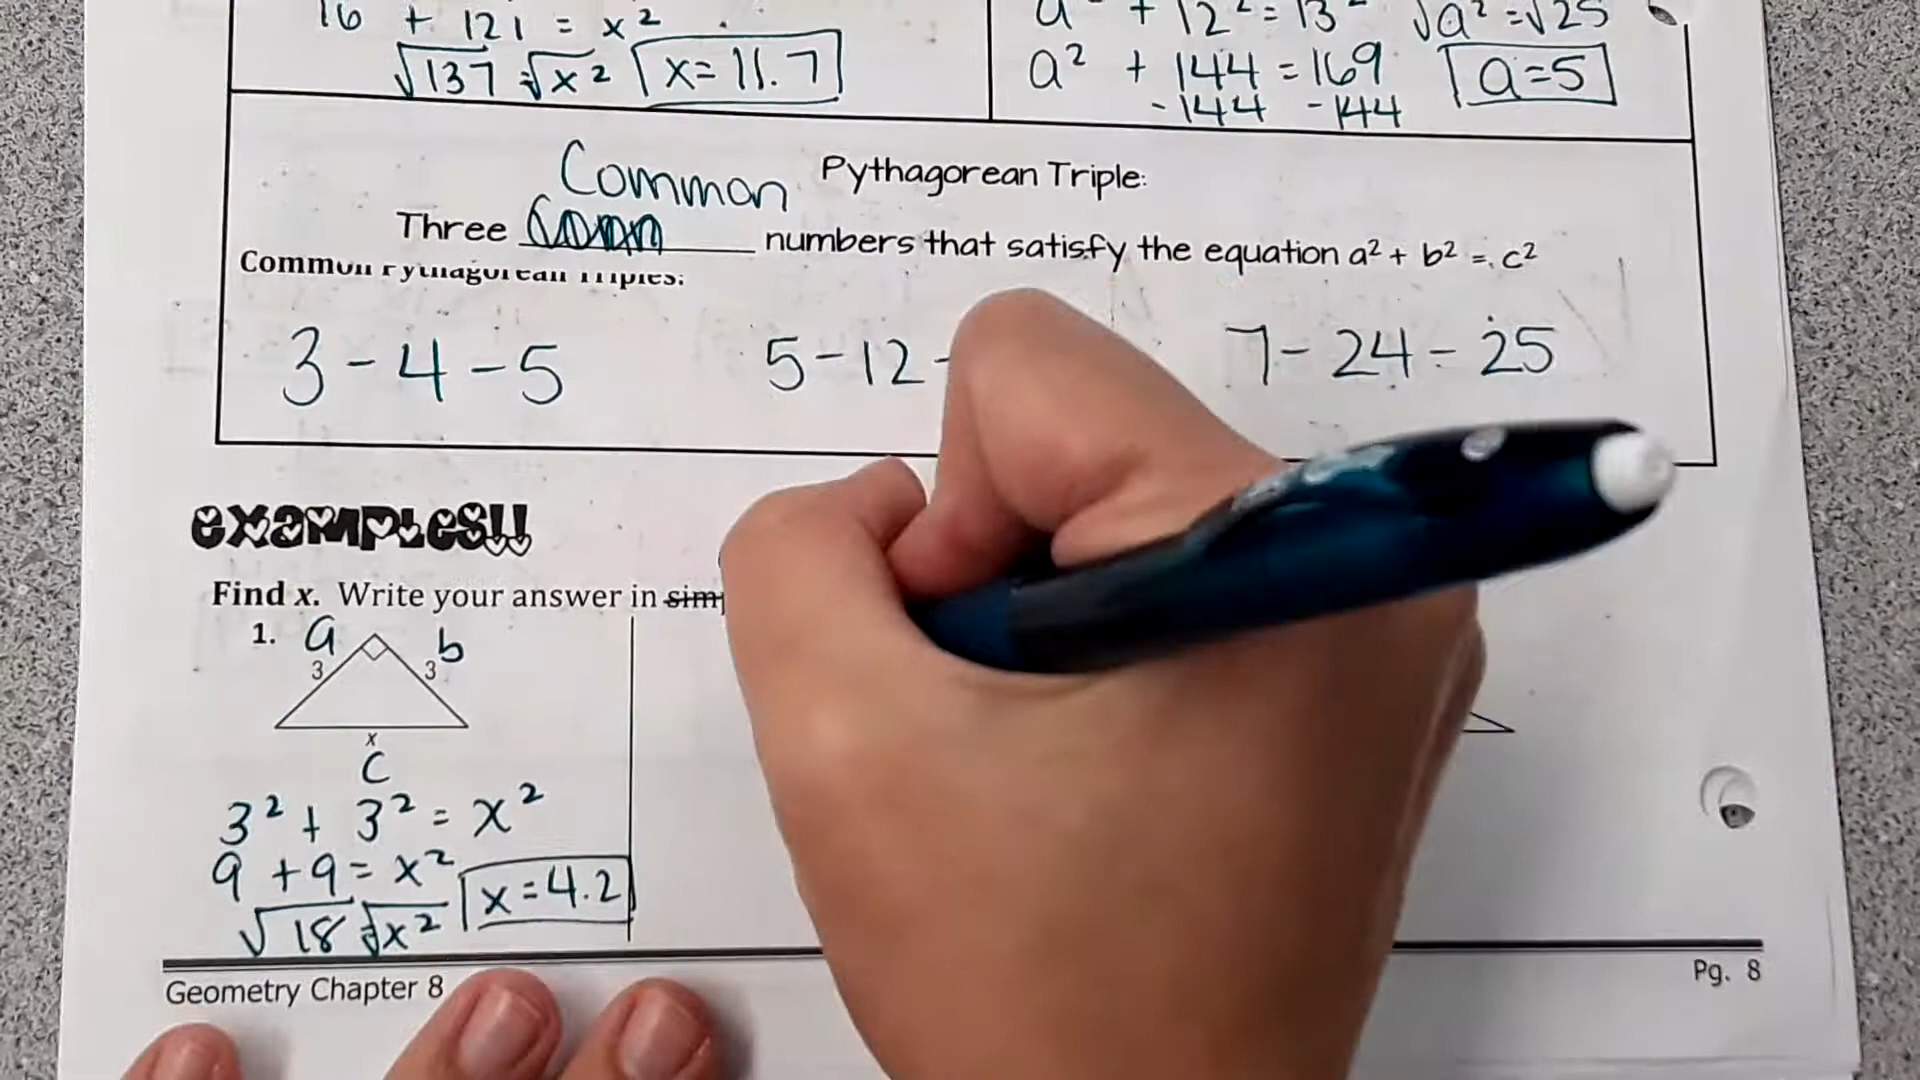 16 + 121 = x²
√137 = √x² x= 11.7
a² + 12² = 13² √a² = √25
a² + 144 = 169 a=5
-144 -144
Common Pythagorean Triple:
Three numbers that satisfy the equation a² + b² = c²
Common Pythagorean Triples:
3 - 4 - 5 5 - 12 - 7 - 24 - 25
examples!!
Find x. Write your answer in
1. a b
3 3
x
c
3² + 3² = x²
9 + 9 = x²
√18 = √x² x = 4.2
Geometry Chapter 8 Pg. 8